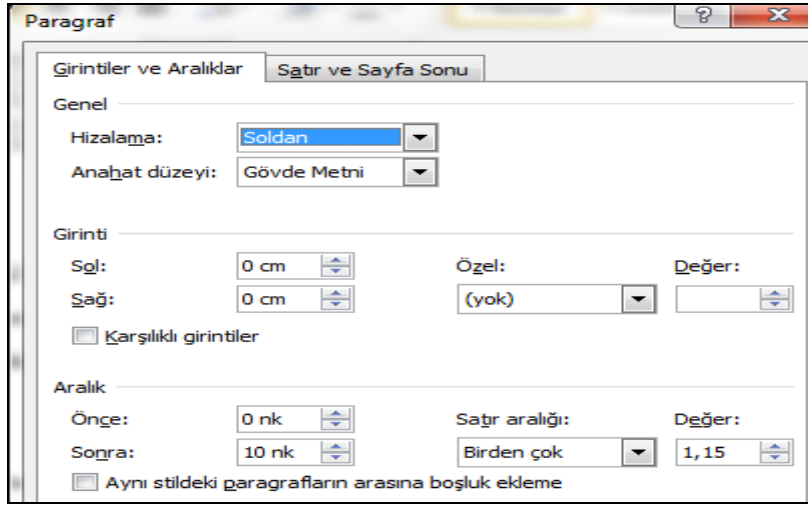 Paragraf
Girintiler ve Aralıklar Satır ve Sayfa Sonu
Genel
Hizalama: Soldan
Anahat düzeyi: Gövde Metni
Girinti
Sol: 0 cm Özel: Değer:
Sağ: 0 cm (yok)
Karşılıklı girintiler
Aralık
Önce: 0 nk Satır aralığı: Değer:
Sonra: 10 nk Birden çok 1,15
Aynı stildeki paragrafların arasına boşluk ekleme